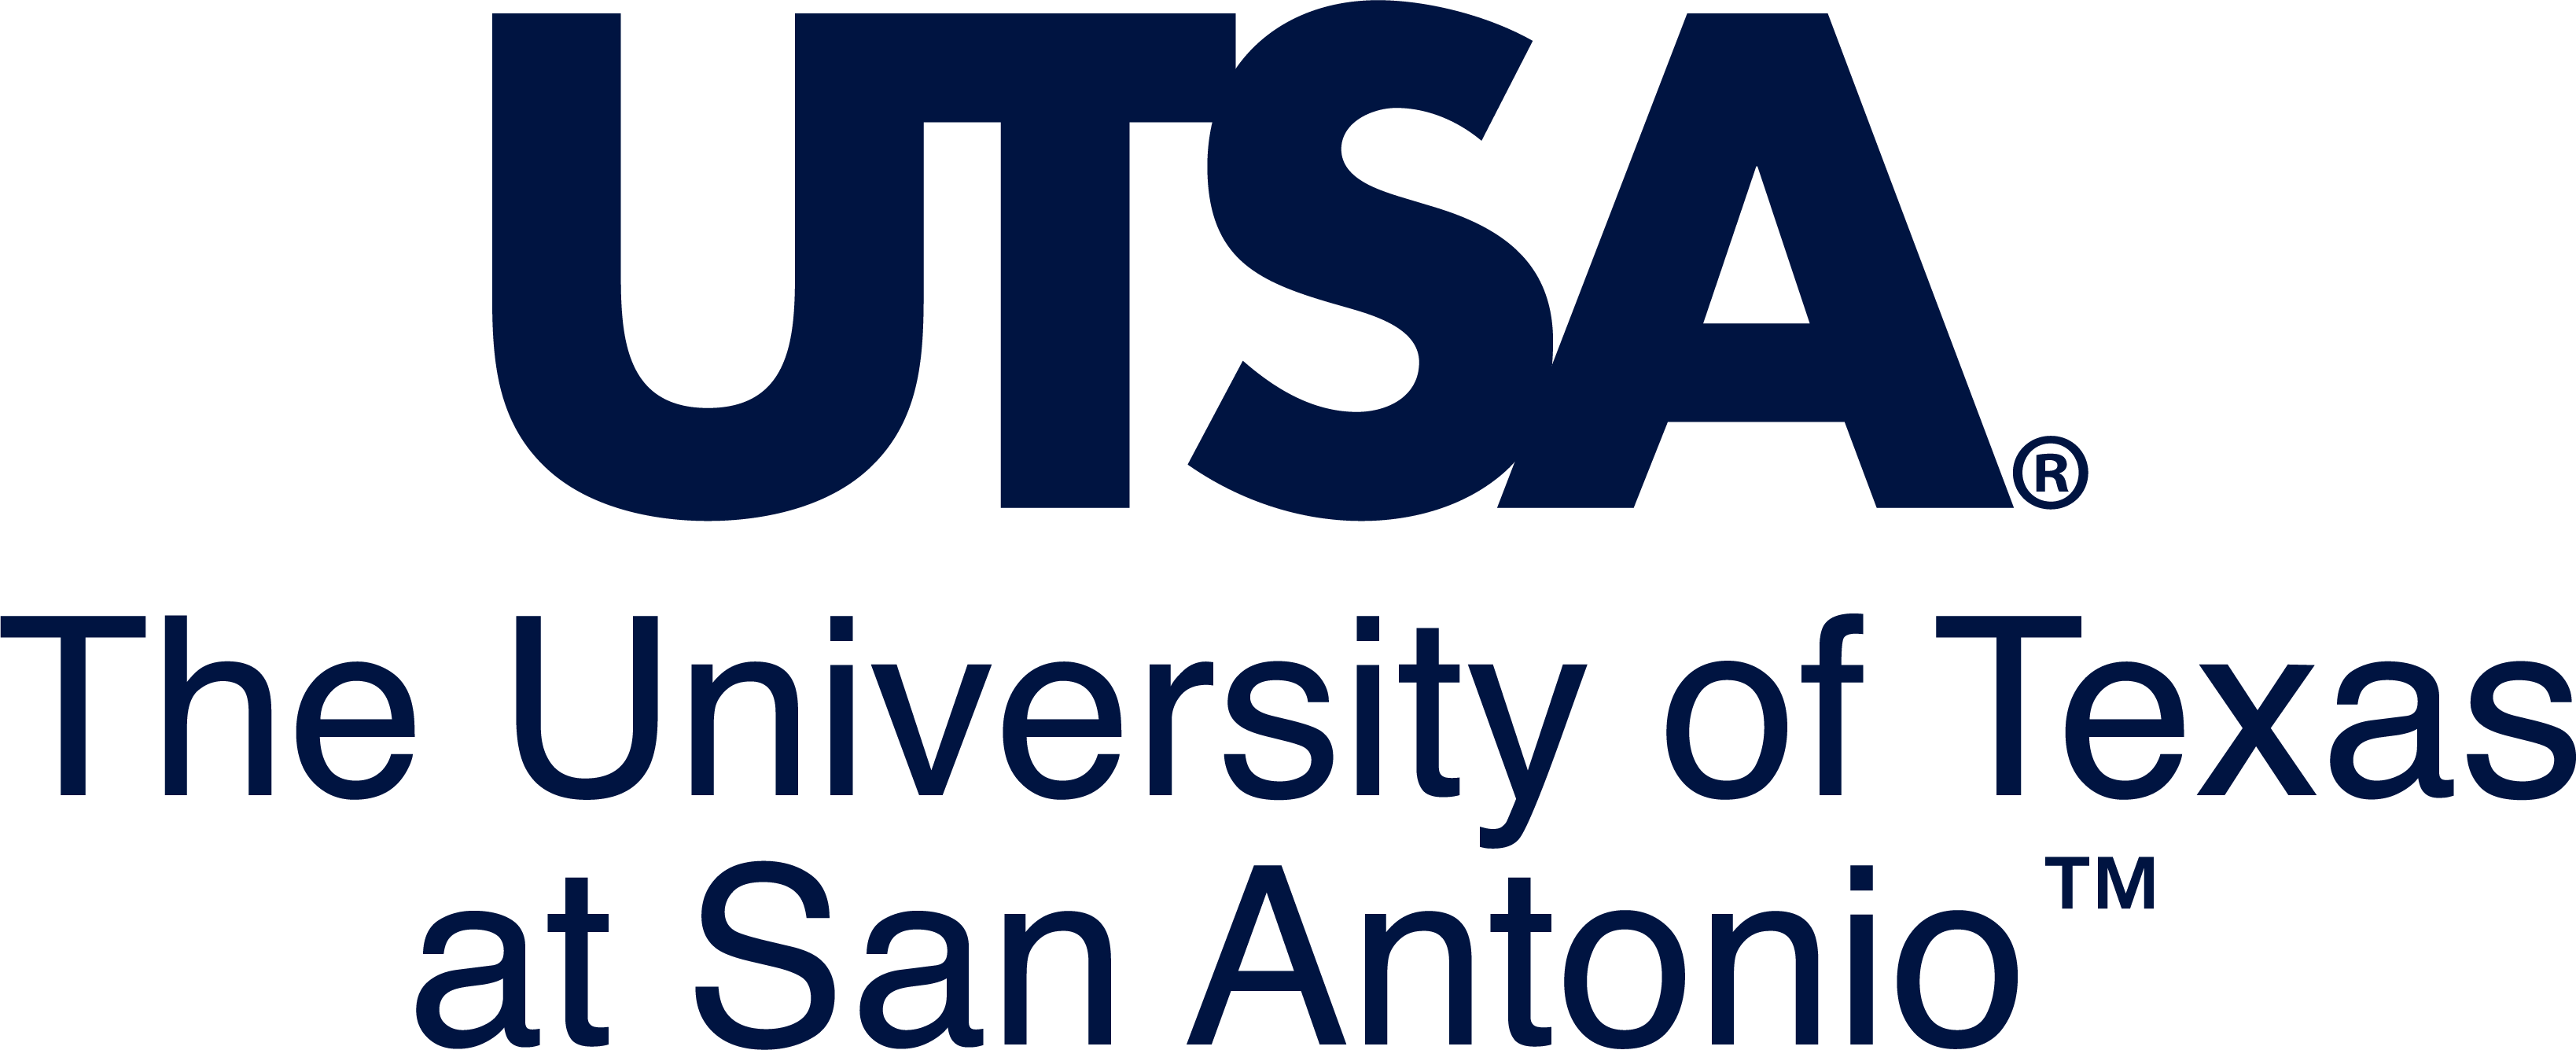 UTSA®
The University of Texas
at San Antonio™